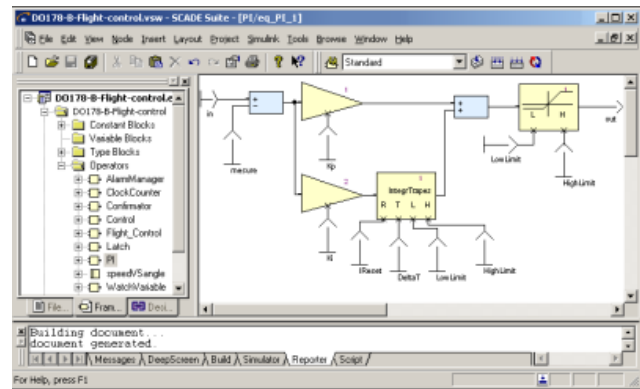 DO178-B-Flight-control.vsw - SCADE Suite - [PI/eq_PI_1]
File Edit View Node Insert Layout Project Simulink Tools Browse Window Help
Standard
DO178-B-Flight-control.e
DO178-B-Flight-control
Constant Blocks
Variable Blocks
Type Blocks
Operators
AlarmManager
ClockCounter
Confirmator
Control
Flight_Control
Latch
PI
speedVSangle
WatchVariable
File...
Fram...
Desi...
in
mesure
1
Kp
2
Ki
3
IntegrTrapez
R T L H
IReset
DeltaT
LowLimit
HighLimit
L H
out
LowLimit
HighLimit
Building document...
document generated.
Messages DeepScreen Build Simulator Reporter Script
For Help, press F1